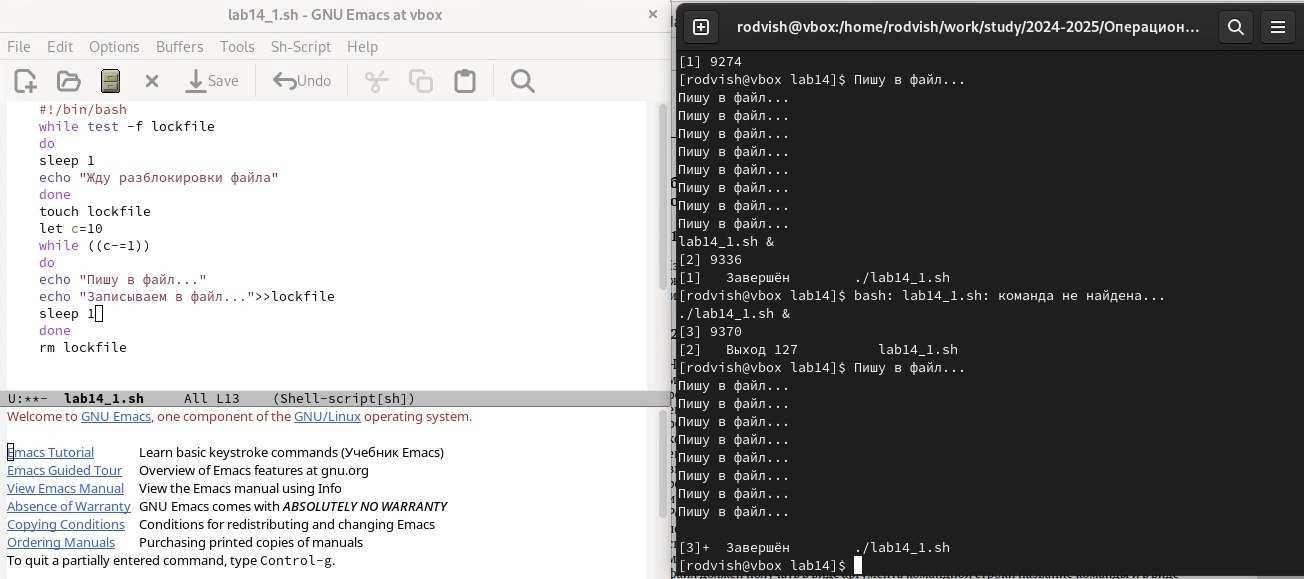 lab14_1.sh - GNU Emacs at vbox
File Edit Options Buffers Tools Sh-Script Help
Save Undo
#!/bin/bash
while test -f lockfile
do
sleep 1
echo "Жду разблокировки файла"
done
touch lockfile
let c=10
while ((c-=1))
do
echo "Пишу в файл..."
echo "Записываем в файл...">>lockfile
sleep 1
done
rm lockfile
U:**- lab14_1.sh All L13 (Shell-script[sh])
Welcome to GNU Emacs, one component of the GNU/Linux operating system.
Emacs Tutorial Learn basic keystroke commands (Учебник Emacs)
Emacs Guided Tour Overview of Emacs features at gnu.org
View Emacs Manual View the Emacs manual using Info
Absence of Warranty GNU Emacs comes with ABSOLUTELY NO WARRANTY
Copying Conditions Conditions for redistributing and changing Emacs
Ordering Manuals Purchasing printed copies of manuals
To quit a partially entered command, type Control-g.
rodvish@vbox:/home/rodvish/work/study/2024-2025/Операцион...
[1] 9274
[rodvish@vbox lab14]$ Пишу в файл...
Пишу в файл...
Пишу в файл...
Пишу в файл...
Пишу в файл...
Пишу в файл...
Пишу в файл...
Пишу в файл...
Пишу в файл...
lab14_1.sh &
[2] 9336
[1] Завершён ./lab14_1.sh
[rodvish@vbox lab14]$ bash: lab14_1.sh: команда не найдена...
./lab14_1.sh &
[3] 9370
[2] Выход 127 lab14_1.sh
[rodvish@vbox lab14]$ Пишу в файл...
Пишу в файл...
Пишу в файл...
Пишу в файл...
Пишу в файл...
Пишу в файл...
Пишу в файл...
Пишу в файл...
Пишу в файл...
[3]+ Завершён ./lab14_1.sh
[rodvish@vbox lab14]$